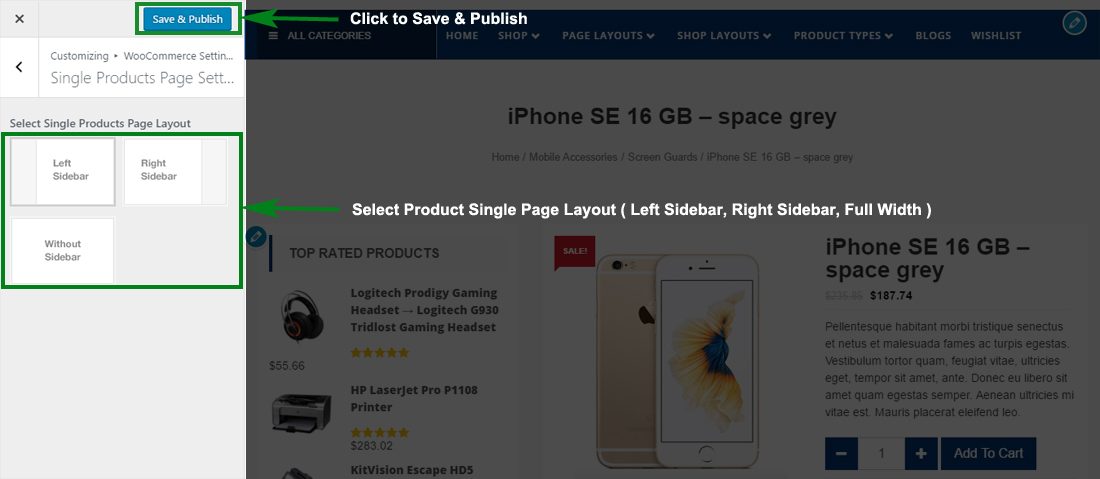 Save & Publish
Click to Save & Publish
Customizing ▸ WooCommerce Settin...
Single Products Page Sett...
Select Single Products Page Layout
Left
Sidebar
Right
Sidebar
Without
Sidebar
ALL CATEGORIES
HOME SHOP PAGE LAYOUTS SHOP LAYOUTS PRODUCT TYPES BLOGS WISHLIST
iPhone SE 16 GB – space grey
Home / Mobile Accessories / Screen Guards / iPhone SE 16 GB – space grey
Select Product Single Page Layout ( Left Sidebar, Right Sidebar, Full Width )
TOP RATED PRODUCTS
Logitech Prodigy Gaming
Headset → Logitech G930
Tridlost Gaming Headset
$55.66
HP LaserJet Pro P1108
Printer
$283.02
KitVision Escape HD5
SALE!
iPhone SE 16 GB –
space grey
$235.85 $187.74
Pellentesque habitant morbi tristique senectus
et netus et malesuada fames ac turpis egestas.
Vestibulum tortor quam, feugiat vitae, ultricies
eget, tempor sit amet, ante. Donec eu libero sit
amet quam egestas semper. Aenean ultricies mi
vitae est. Mauris placerat eleifend leo.
1
Add To Cart